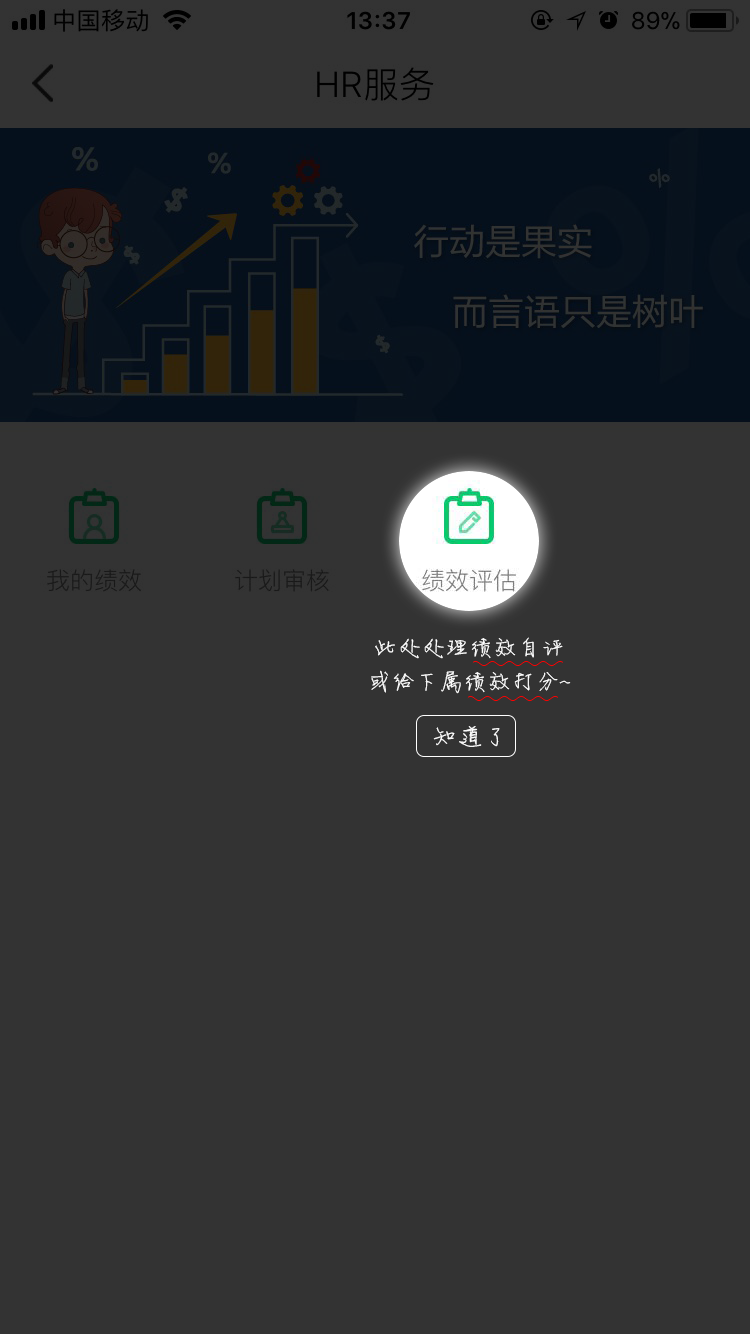 中国移动 13:37 89%
HR服务
% % %
行动是果实
而言语只是树叶
我的绩效 计划审核 绩效评估
此处处理绩效自评
或给下属绩效打分~
知道了